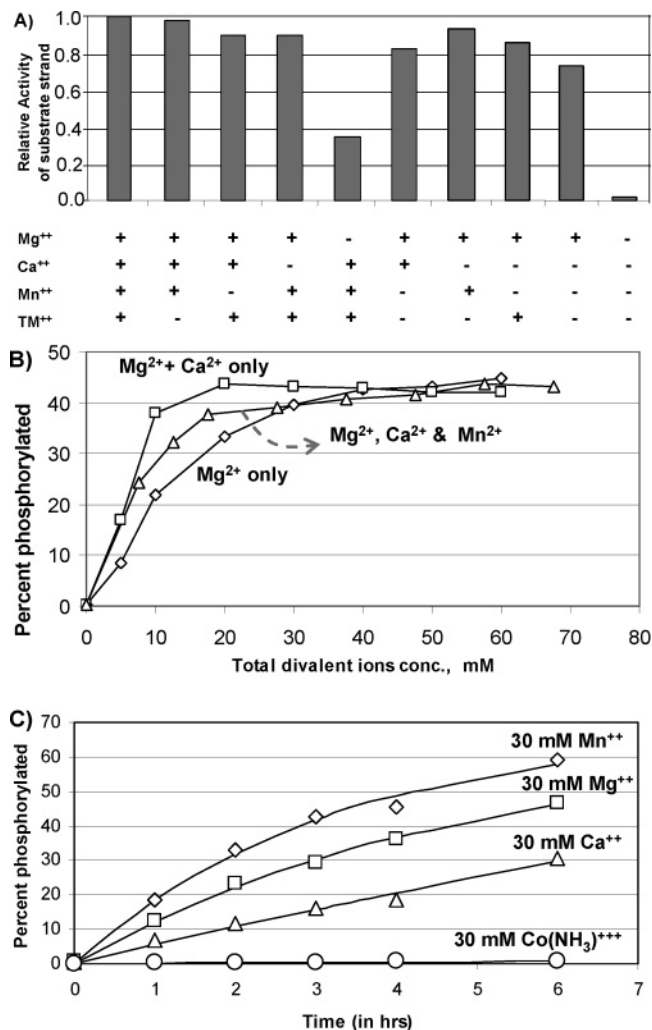 A)
Relative Activity
of substrate strand
1.0
0.8
0.6
0.4
0.2
0.0
Mg⁺⁺ + + + + - + + + + -
Ca⁺⁺ + + + - + + - - - -
Mn⁺⁺ + + - + + - + - - -
TM⁺⁺ + - + + + - - + - -
B)
Percent phosphorylated
50
40
30
20
10
0
Mg²⁺+ Ca²⁺ only
Mg²⁺, Ca²⁺ & Mn²⁺
Mg²⁺ only
0 10 20 30 40 50 60 70 80
Total divalent ions conc., mM
C)
Percent phosphorylated
70
60
50
40
30
20
10
0
30 mM Mn⁺⁺
30 mM Mg⁺⁺
30 mM Ca⁺⁺
30 mM Co(NH₃)⁺⁺⁺
0 1 2 3 4 5 6 7
Time (in hrs)